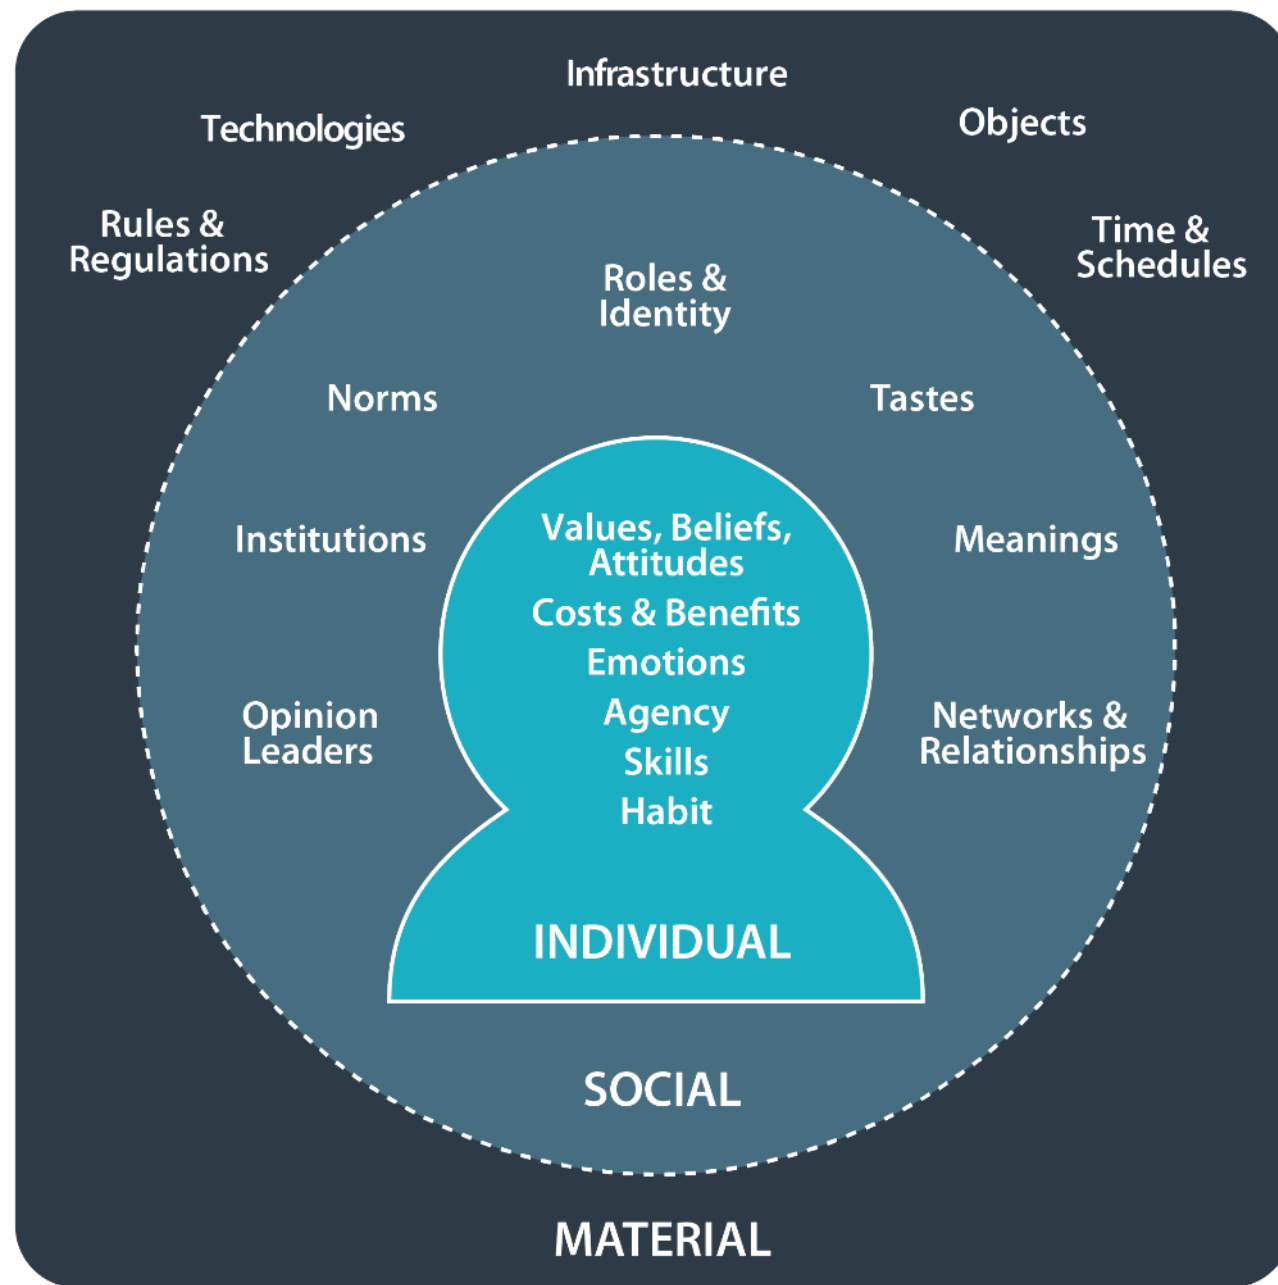 Infrastructure
Technologies
Objects
Rules &
Regulations
Time &
Schedules
Roles &
Identity
Norms
Tastes
Institutions
Values, Beliefs,
Attitudes
Meanings
Costs & Benefits
Emotions
Agency
Skills
Habit
Opinion
Leaders
Networks &
Relationships
INDIVIDUAL
SOCIAL
MATERIAL